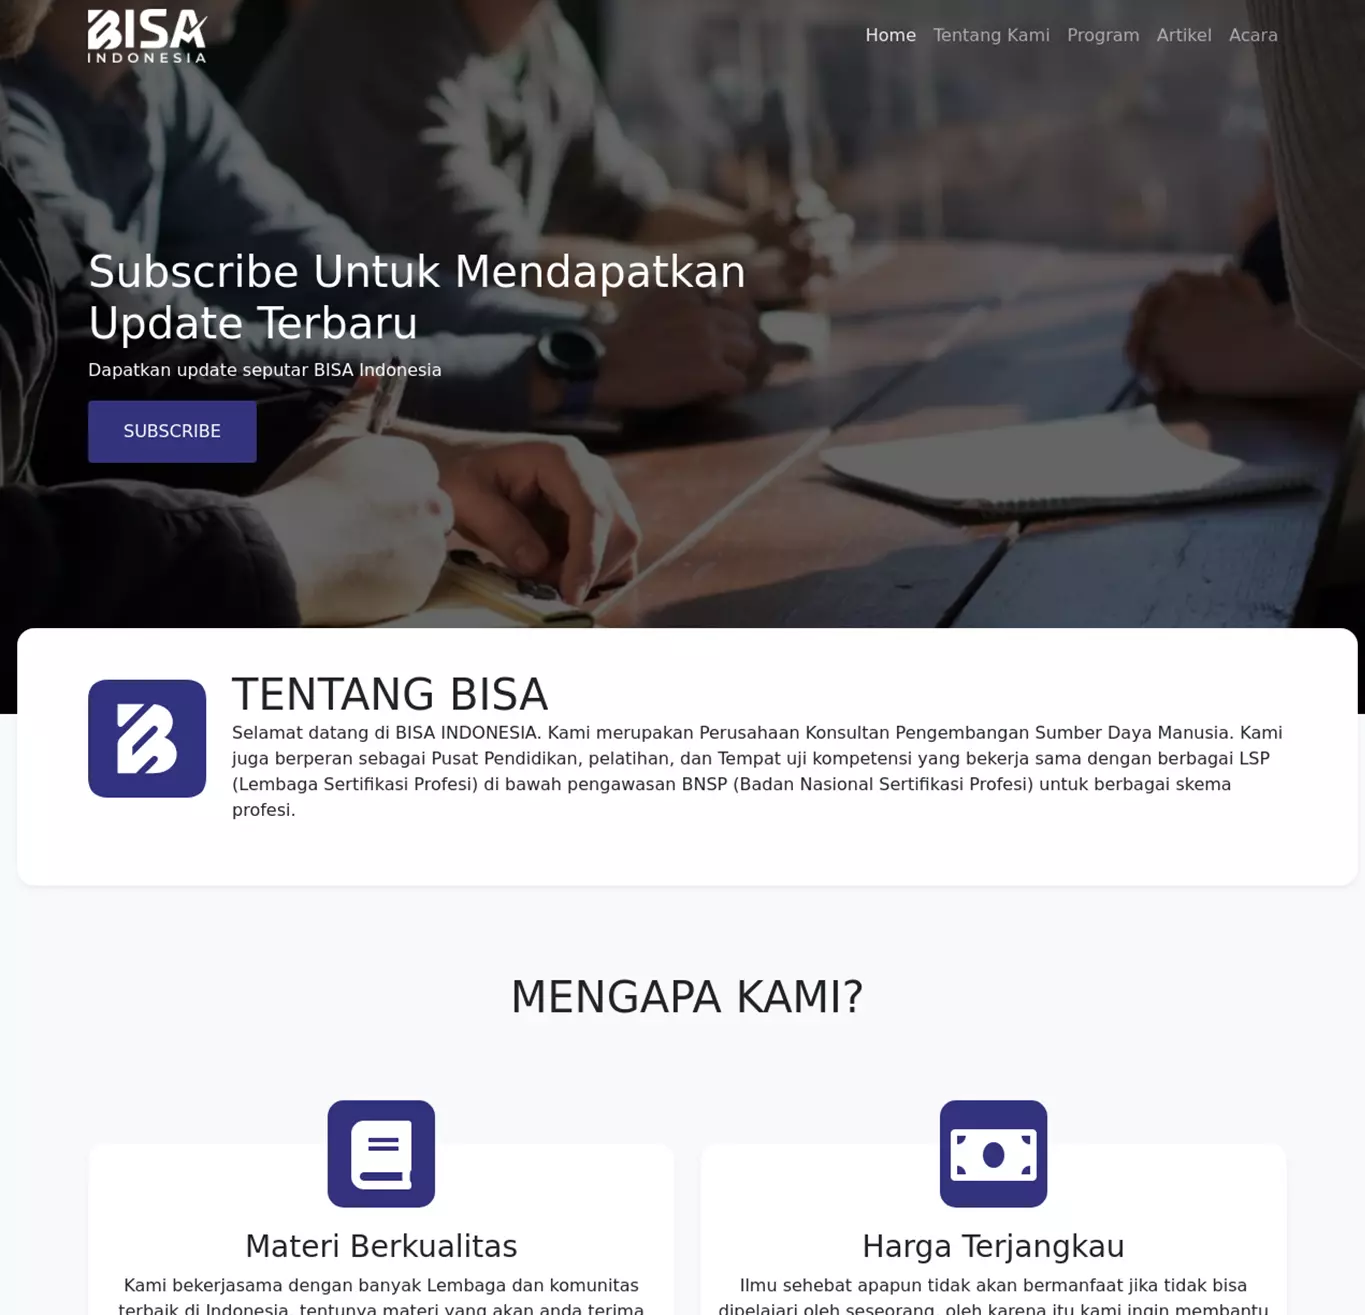 BISA
INDONESIA
Home Tentang Kami Program Artikel Acara
Subscribe Untuk Mendapatkan
Update Terbaru
Dapatkan update seputar BISA Indonesia
SUBSCRIBE
TENTANG BISA
Selamat datang di BISA INDONESIA. Kami merupakan Perusahaan Konsultan Pengembangan Sumber Daya Manusia. Kami
juga berperan sebagai Pusat Pendidikan, pelatihan, dan Tempat uji kompetensi yang bekerja sama dengan berbagai LSP
(Lembaga Sertifikasi Profesi) di bawah pengawasan BNSP (Badan Nasional Sertifikasi Profesi) untuk berbagai skema
profesi.
MENGAPA KAMI?
Materi Berkualitas
Kami bekerjasama dengan banyak Lembaga dan komunitas
terbaik di Indonesia, tentunya materi yang akan anda terima
Harga Terjangkau
Ilmu sehebat apapun tidak akan bermanfaat jika tidak bisa
dipelajari oleh seseorang, oleh karena itu kami ingin membantu